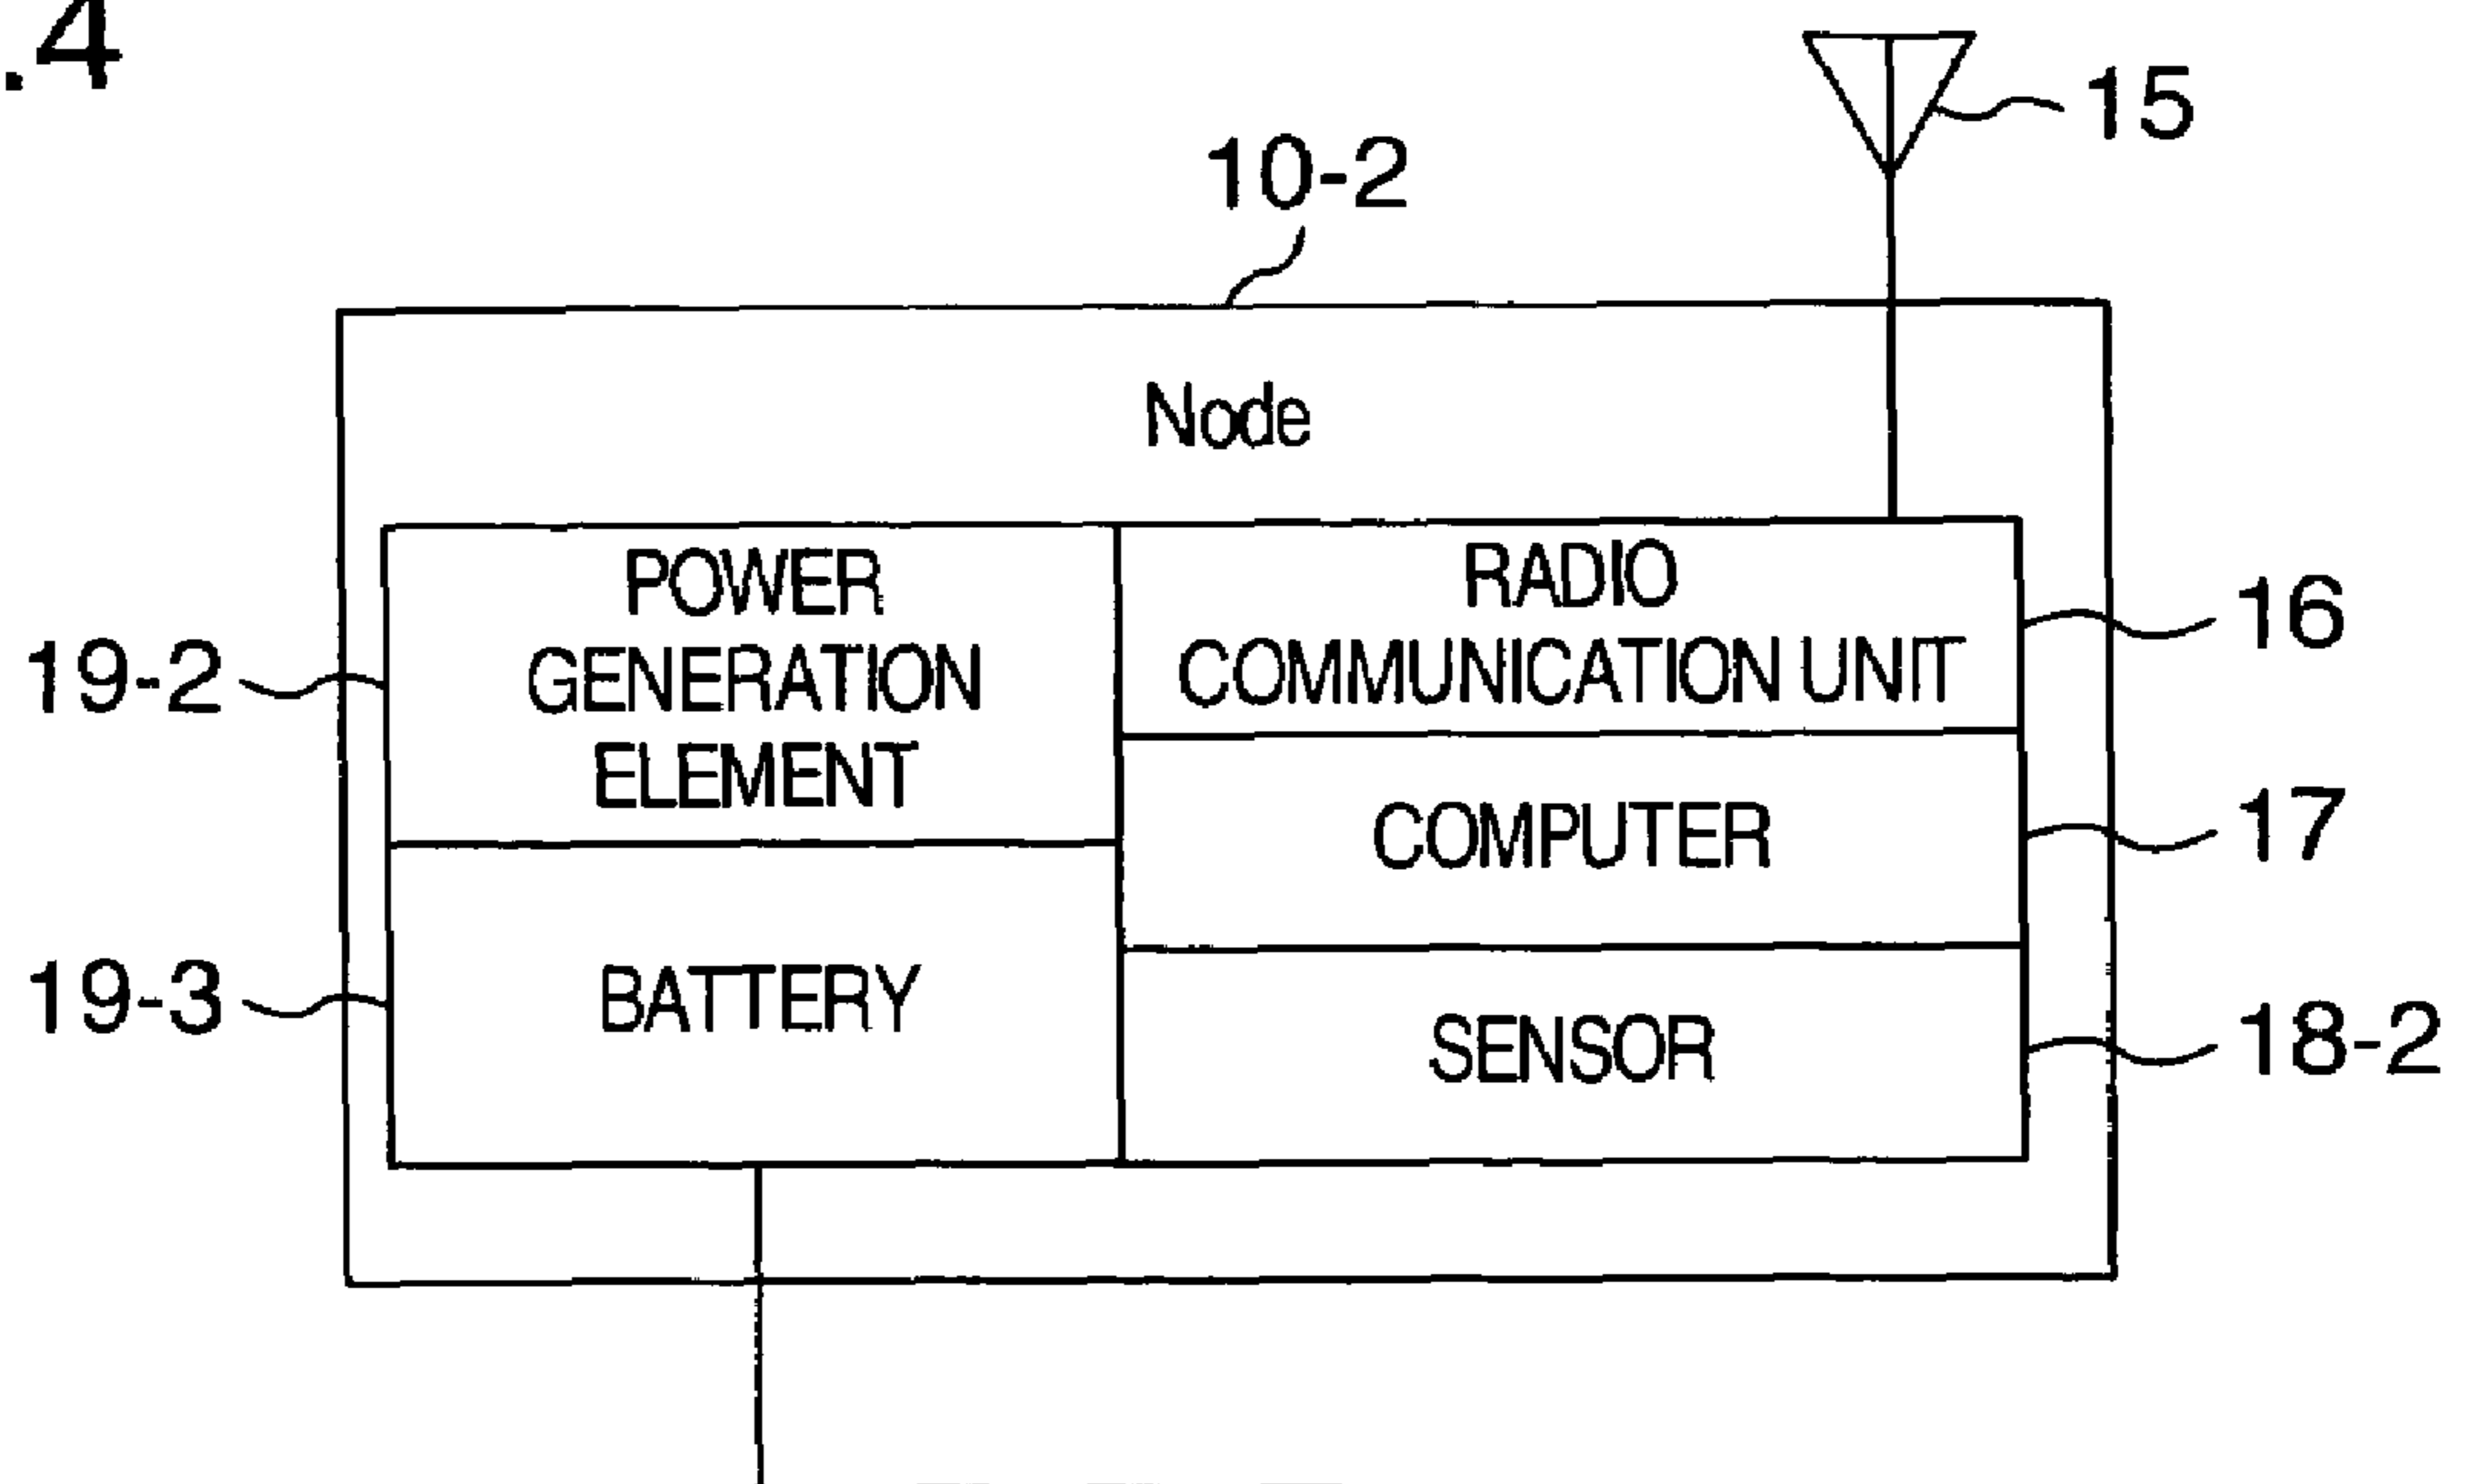 .4
15
10-2
Node
POWER
GENERATION
ELEMENT
RADIO
COMMUNICATION UNIT
16
19-2
COMPUTER
17
BATTERY
19-3
SENSOR
18-2